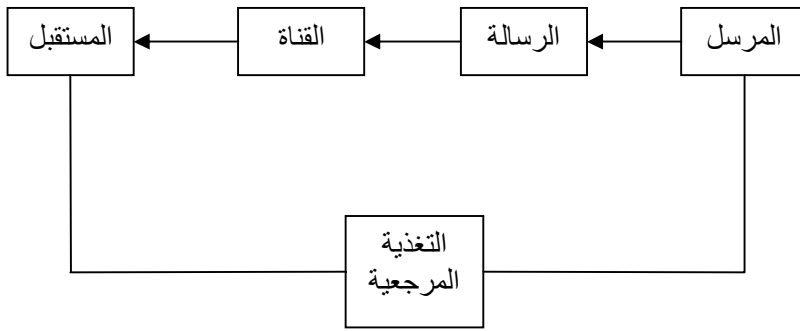 المرسل
الرسالة
القناة
المستقبل
التغذية
المرجعية